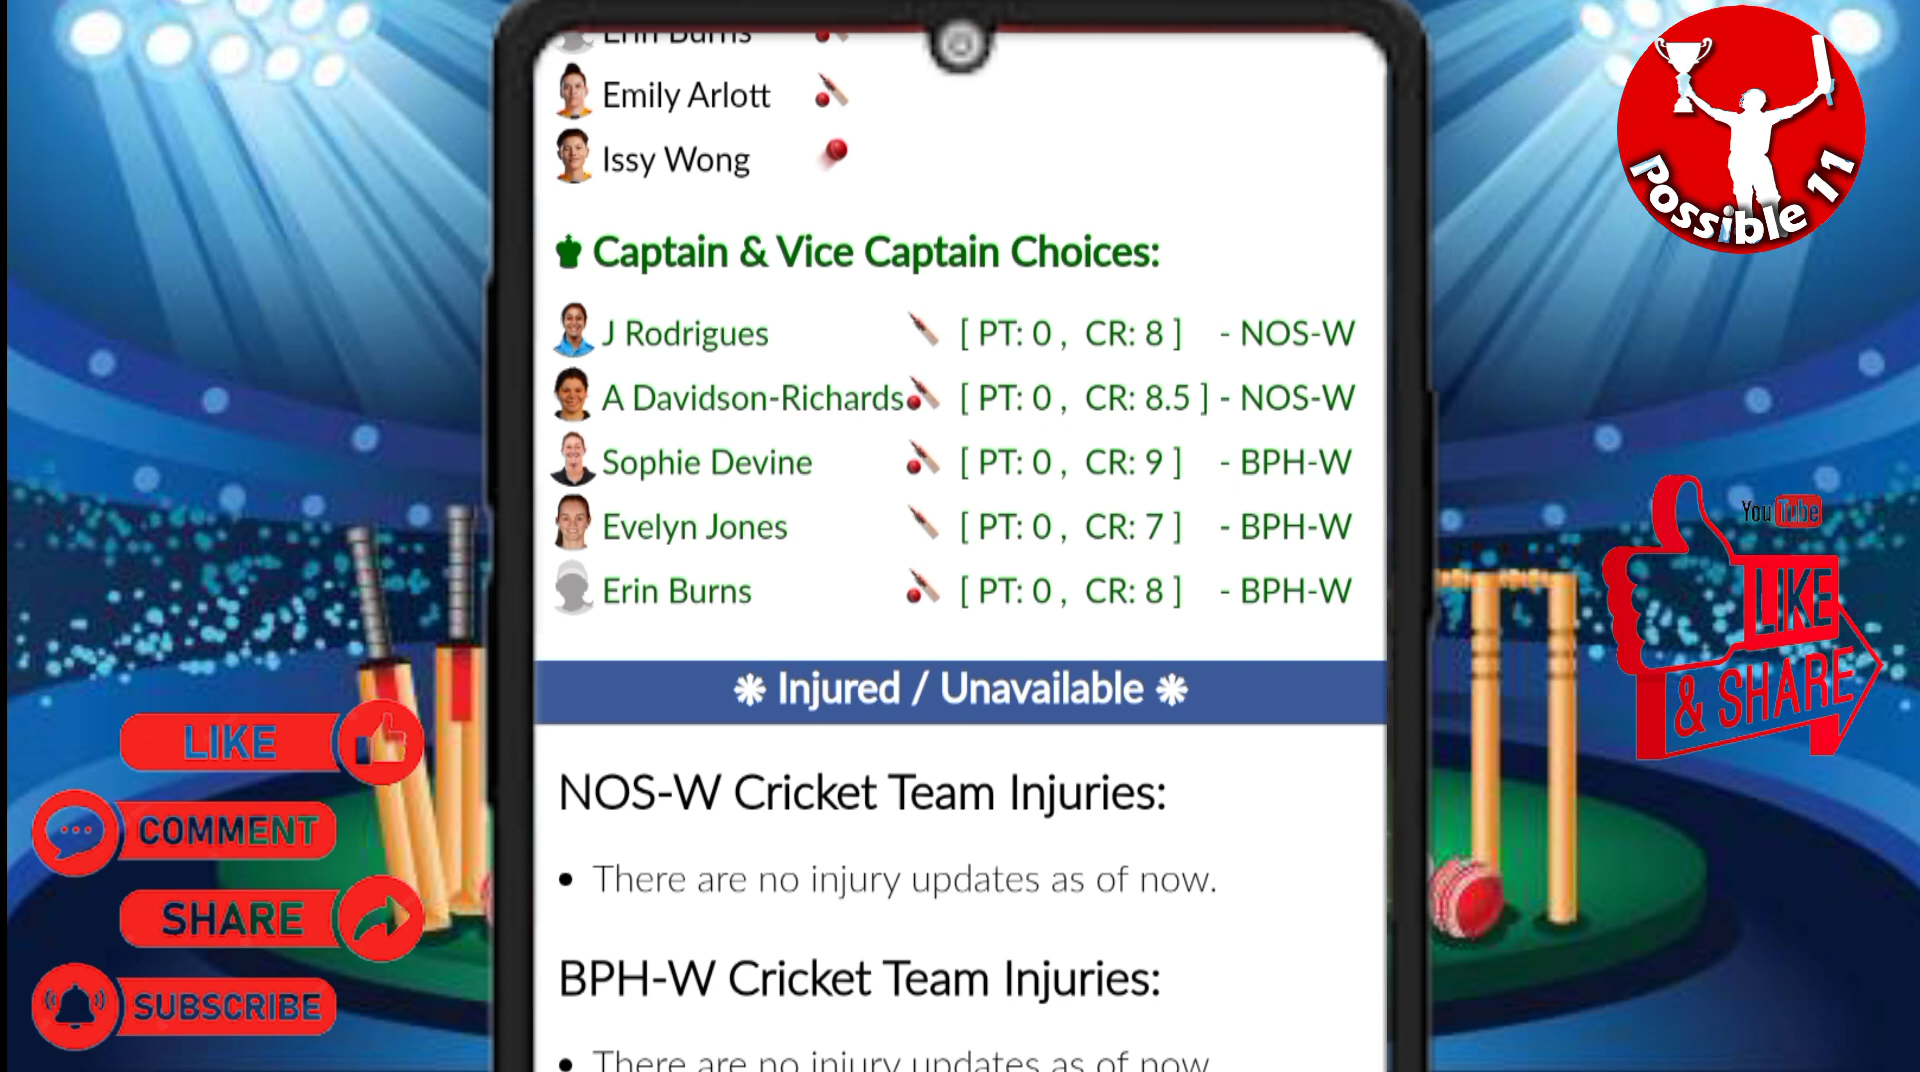 Erin Burns
Emily Arlott
Issy Wong
Captain & Vice Captain Choices:
J Rodrigues [ PT: 0 , CR: 8 ] - NOS-W
A Davidson-Richards [ PT: 0 , CR: 8.5 ] - NOS-W
Sophie Devine [ PT: 0 , CR: 9 ] - BPH-W
Evelyn Jones [ PT: 0 , CR: 7 ] - BPH-W
Erin Burns [ PT: 0 , CR: 8 ] - BPH-W
Injured / Unavailable
NOS-W Cricket Team Injuries:
• There are no injury updates as of now.
BPH-W Cricket Team Injuries:
• There are no injury updates as of now
Possible 11
YouTube
LIKE
& SHARE
LIKE
COMMENT
SHARE
SUBSCRIBE